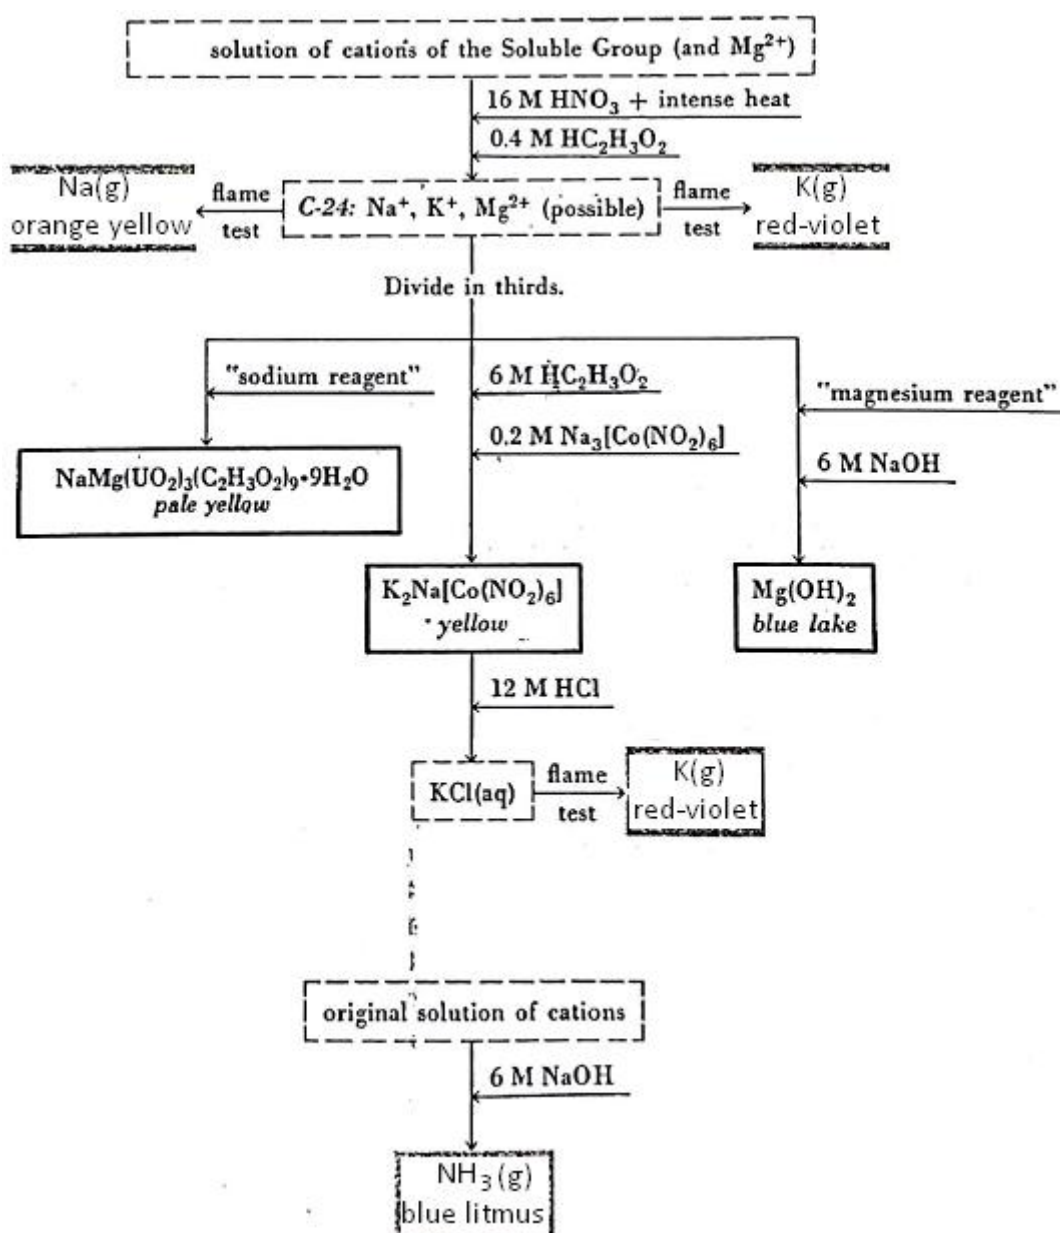 solution of cations of the Soluble Group (and Mg²⁺)
16 M HNO₃ + intense heat
0.4 M HC₂H₃O₂
Na(g)
orange yellow
flame
test
C-24: Na⁺, K⁺, Mg²⁺ (possible)
flame
test
K(g)
red-violet
Divide in thirds.
"sodium reagent"
6 M HC₂H₃O₂
"magnesium reagent"
0.2 M Na₃[Co(NO₂)₆]
6 M NaOH
NaMg(UO₂)₃(C₂H₃O₂)₉•9H₂O
pale yellow
K₂Na[Co(NO₂)₆]
yellow
Mg(OH)₂
blue lake
12 M HCl
KCl(aq)
flame
test
K(g)
red-violet
original solution of cations
6 M NaOH
NH₃(g)
blue litmus